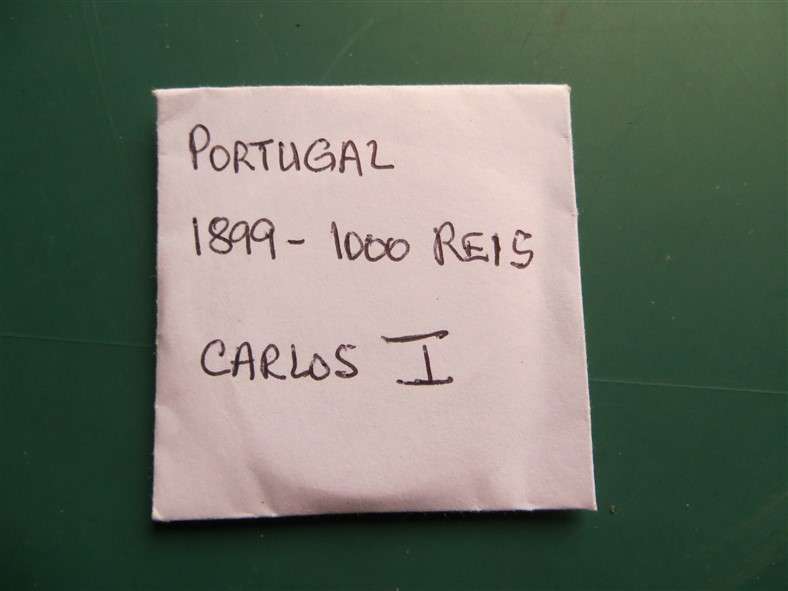 PORTUGAL
1899 - 1000 REIS
CARLOS I